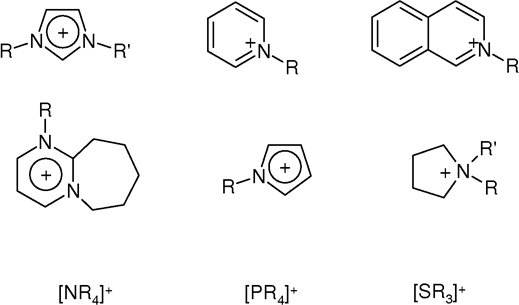 R N + N R'
+ N R
+ N R
R N + N
R N +
+ N R' R
[NR4]+ [PR4]+ [SR3]+